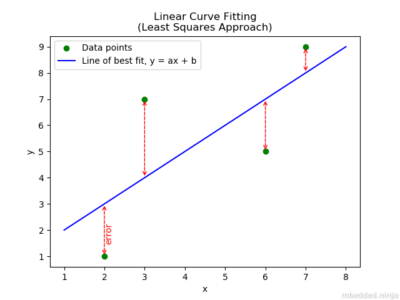 Linear Curve Fitting
(Least Squares Approach)
Data points
Line of best fit, y = ax + b
9
8
7
6
5
4
3
2
1
y
error
1 2 3 4 5 6 7 8
x
mbedded.ninja